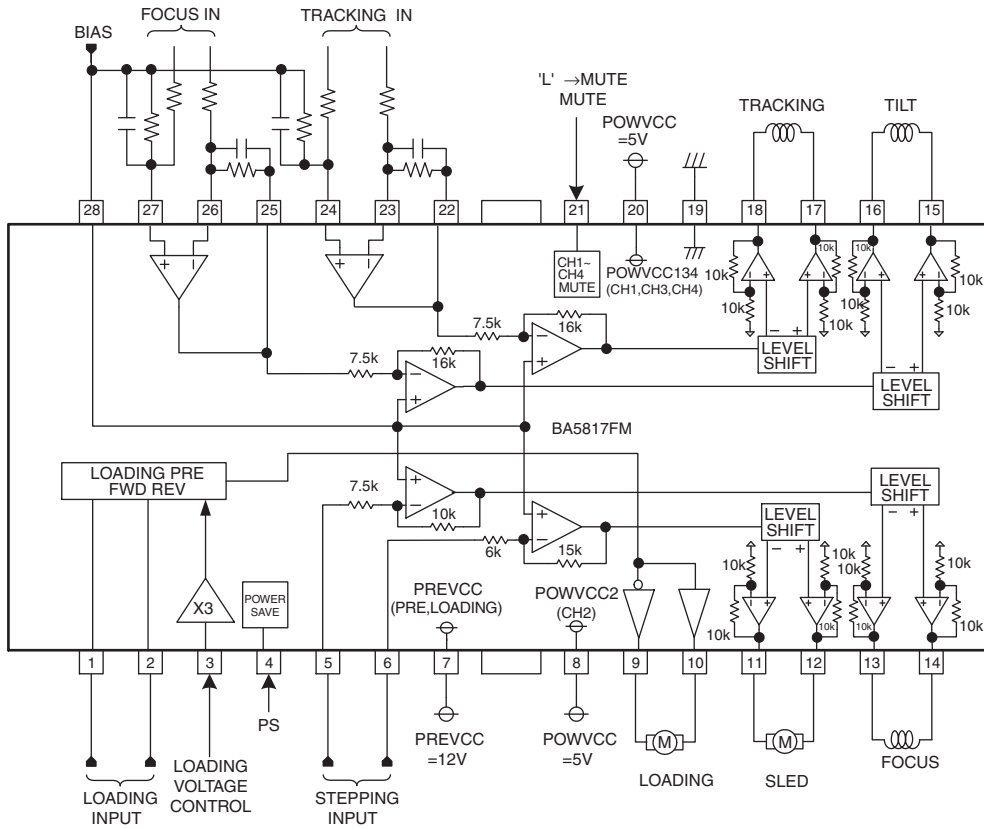 FOCUS IN
TRACKING IN
BIAS
'L' →MUTE
MUTE
POWVCC
=5V
TRACKING
TILT
28
27
26
25
24
23
22
21
20
19
18
17
16
15
+
−
+
−
CH1~
CH4
MUTE
POWVCC134
(CH1,CH3,CH4)
10k
10k
10k
10k
10k
10k
10k
10k
− +
LEVEL
SHIFT
− +
LEVEL
SHIFT
7.5k
16k
−
+
7.5k
16k
−
+
BA5817FM
LOADING PRE
FWD REV
7.5k
+
−
10k
6k
+
−
15k
LEVEL
SHIFT
− +
LEVEL
SHIFT
− +
10k
10k
10k
10k
10k
10k
10k
10k
X3
POWER
SAVE
PREVCC
(PRE,LOADING)
POWVCC2
(CH2)
1
2
3
4
5
6
7
8
9
10
11
12
13
14
PS
PREVCC
=12V
POWVCC
=5V
M
M
LOADING
INPUT
LOADING
VOLTAGE
CONTROL
STEPPING
INPUT
LOADING
SLED
FOCUS